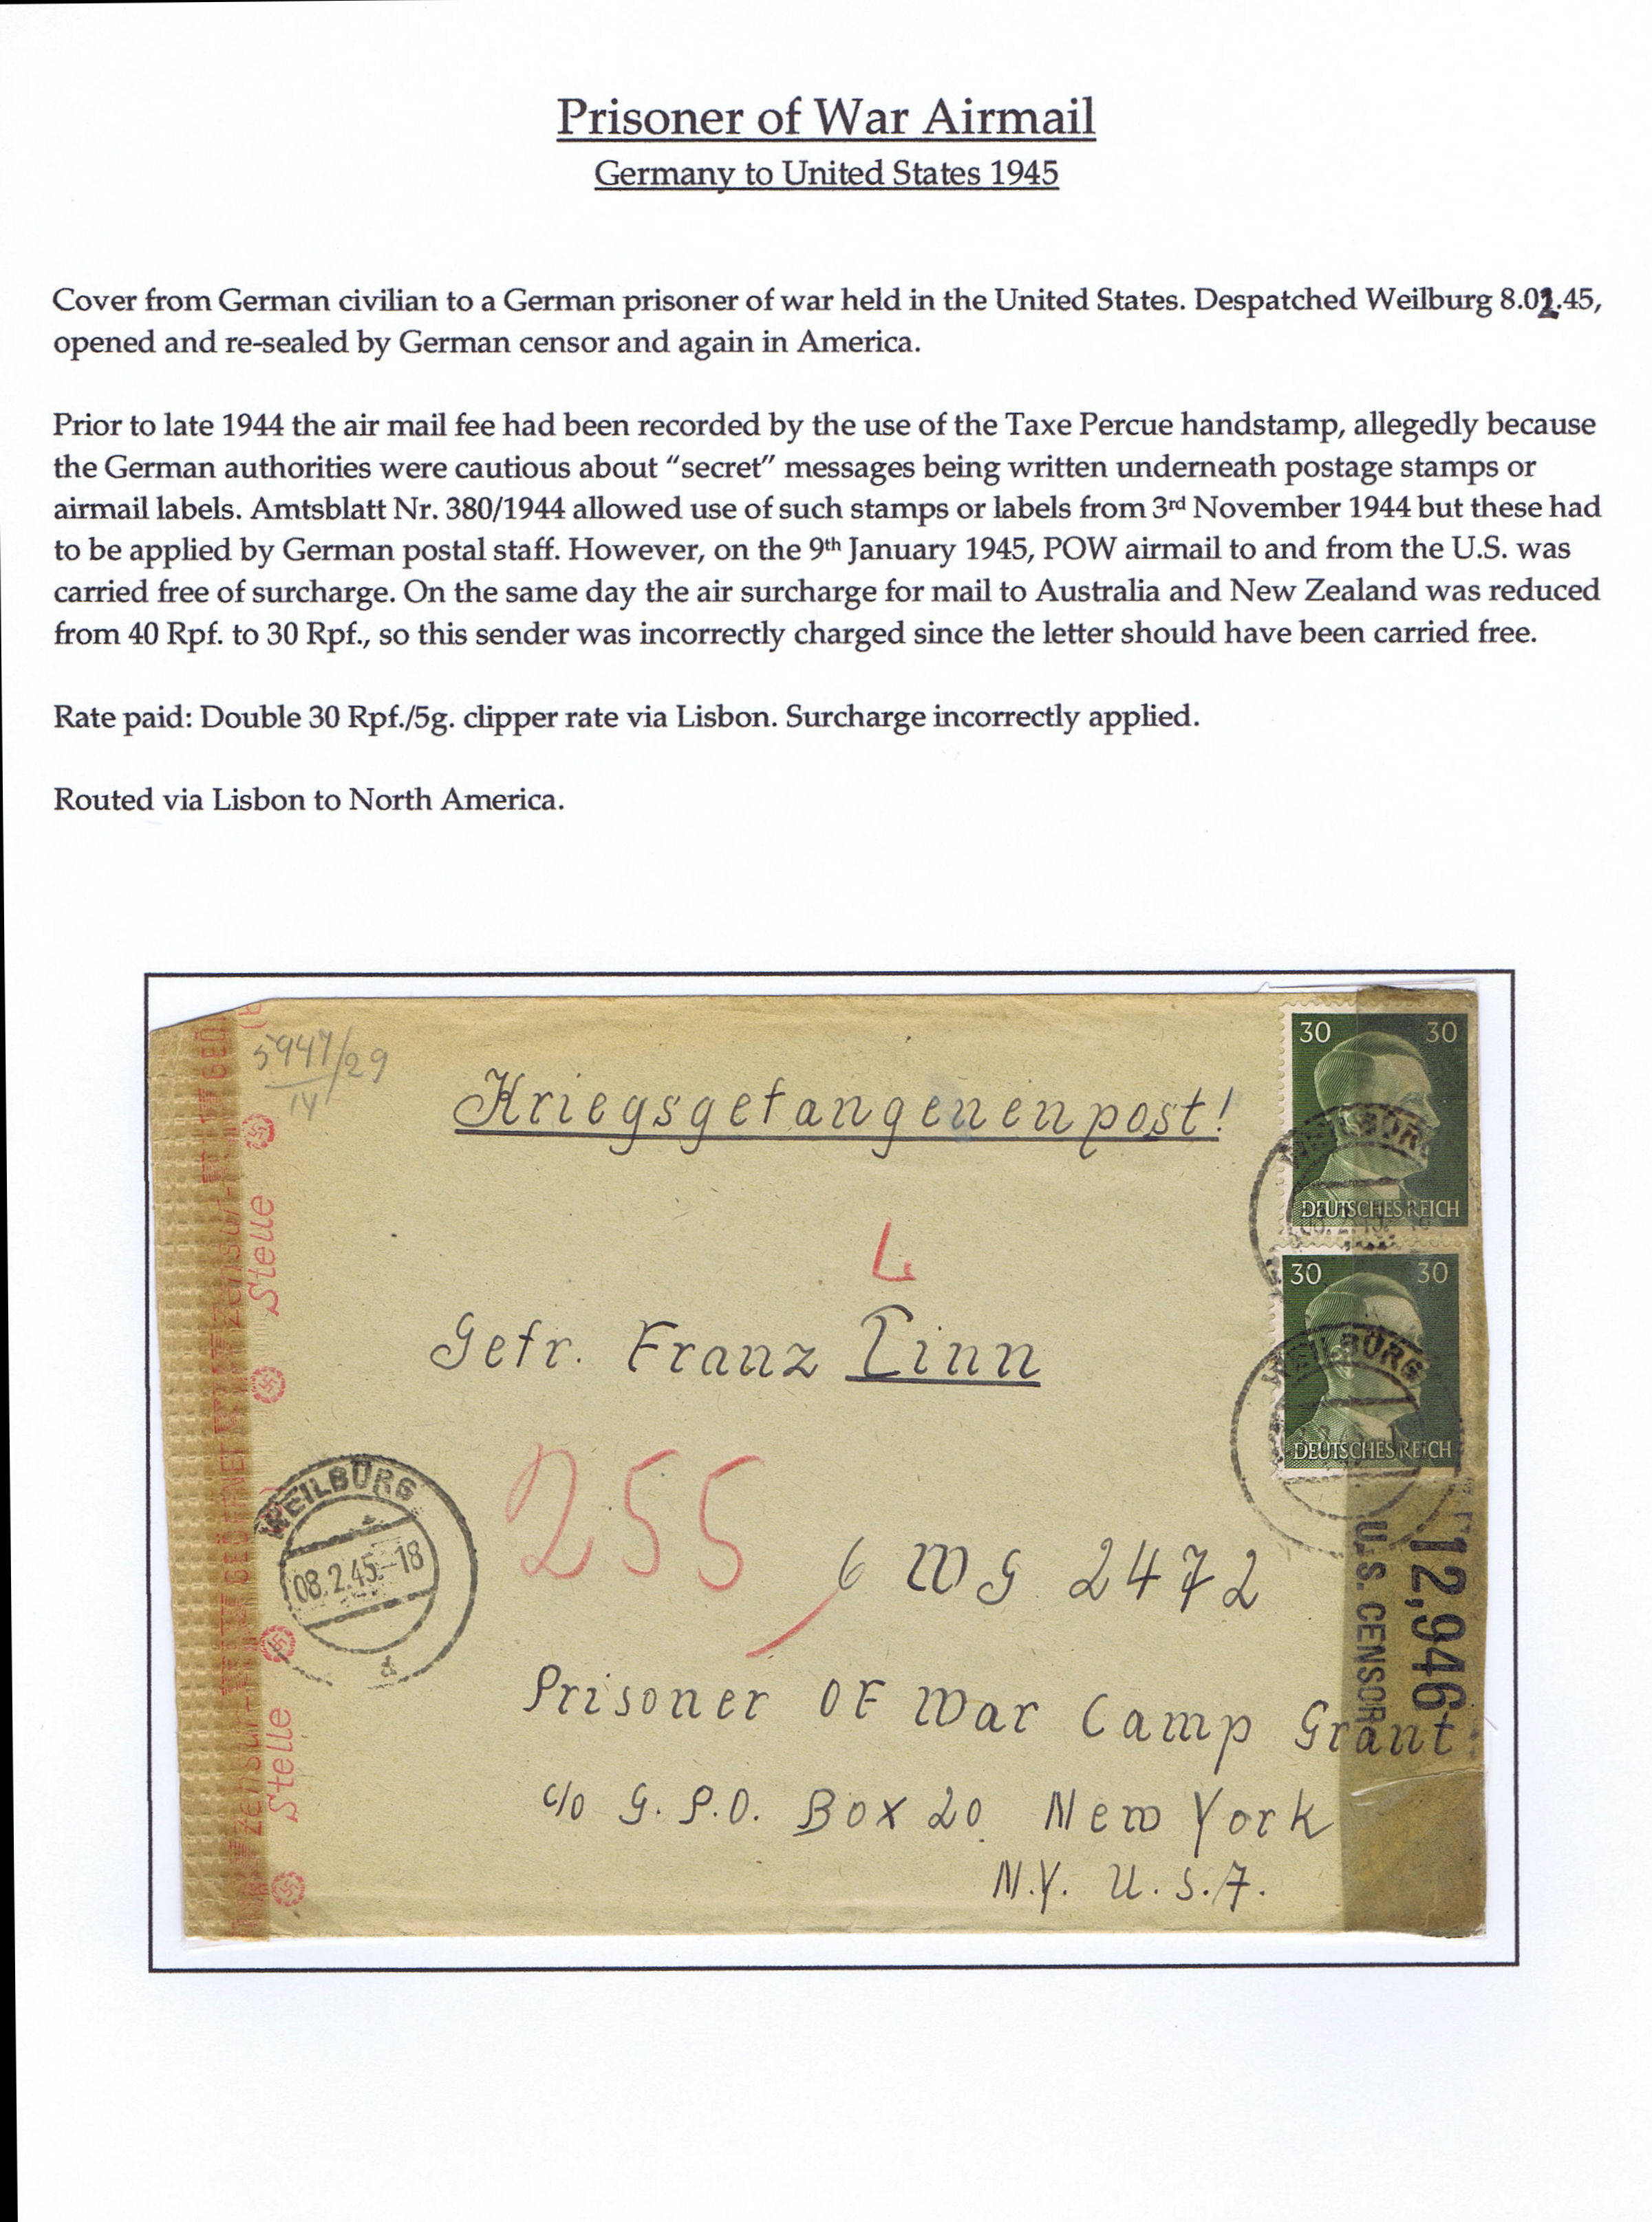 Prisoner of War Airmail
Germany to United States 1945
Cover from German civilian to a German prisoner of war held in the United States. Despatched Weilburg 8.02.45,
opened and re-sealed by German censor and again in America.
Prior to late 1944 the air mail fee had been recorded by the use of the Taxe Percue handstamp, allegedly because
the German authorities were cautious about “secret” messages being written underneath postage stamps or
airmail labels. Amtsblatt Nr. 380/1944 allowed use of such stamps or labels from 3rd November 1944 but these had
to be applied by German postal staff. However, on the 9th January 1945, POW airmail to and from the U.S. was
carried free of surcharge. On the same day the air surcharge for mail to Australia and New Zealand was reduced
from 40 Rpf. to 30 Rpf., so this sender was incorrectly charged since the letter should have been carried free.
Rate paid: Double 30 Rpf./5g. clipper rate via Lisbon. Surcharge incorrectly applied.
Routed via Lisbon to North America.
5947/29
14
Kriegsgefangenenpost!
30 30
DEUTSCHES REICH
WEILBURG
30 30
DEUTSCHES REICH
WEILBURG
L
Gefr. Franz Linn
255
6 WG 2472
Prisoner OF War Camp Grant.
c/o G.P.O. Box 20 New York
N.Y. U.S.A.
WEILBURG
08.2.45.-18
a
Zensur-
Stelle
Zensur-
Stelle
U.S. CENSOR
12,946